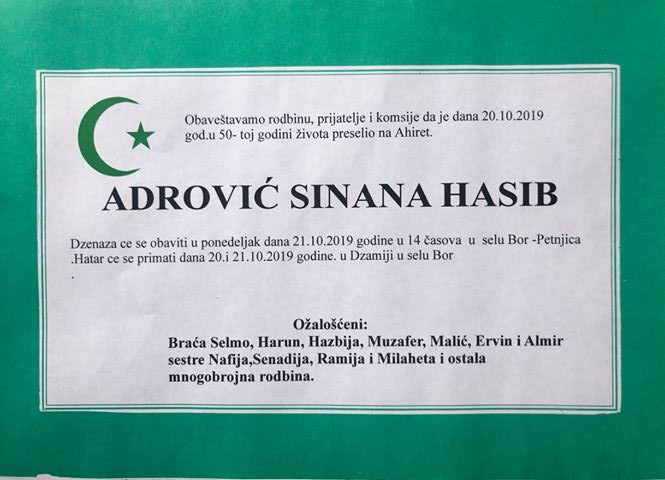 Obaveštavamo rodbinu, prijatelje i komsije da je dana 20.10.2019
god.u 50- toj godini života preselio na Ahiret.
ADROVIĆ SINANA HASIB
Dzenaza ce se obaviti u ponedeljak dana 21.10.2019 godine u 14 časova u selu Bor -Petnjica
.Hatar ce se primati dana 20.i 21.10.2019 godine. u Dzamiji u selu Bor
.
Ožalošćeni:
Braća Selmo, Harun, Hazbija, Muzafer, Malić, Ervin i Almir
sestre Nafija,Senadija, Ramija i Milaheta i ostala
mnogobrojna rodbina.